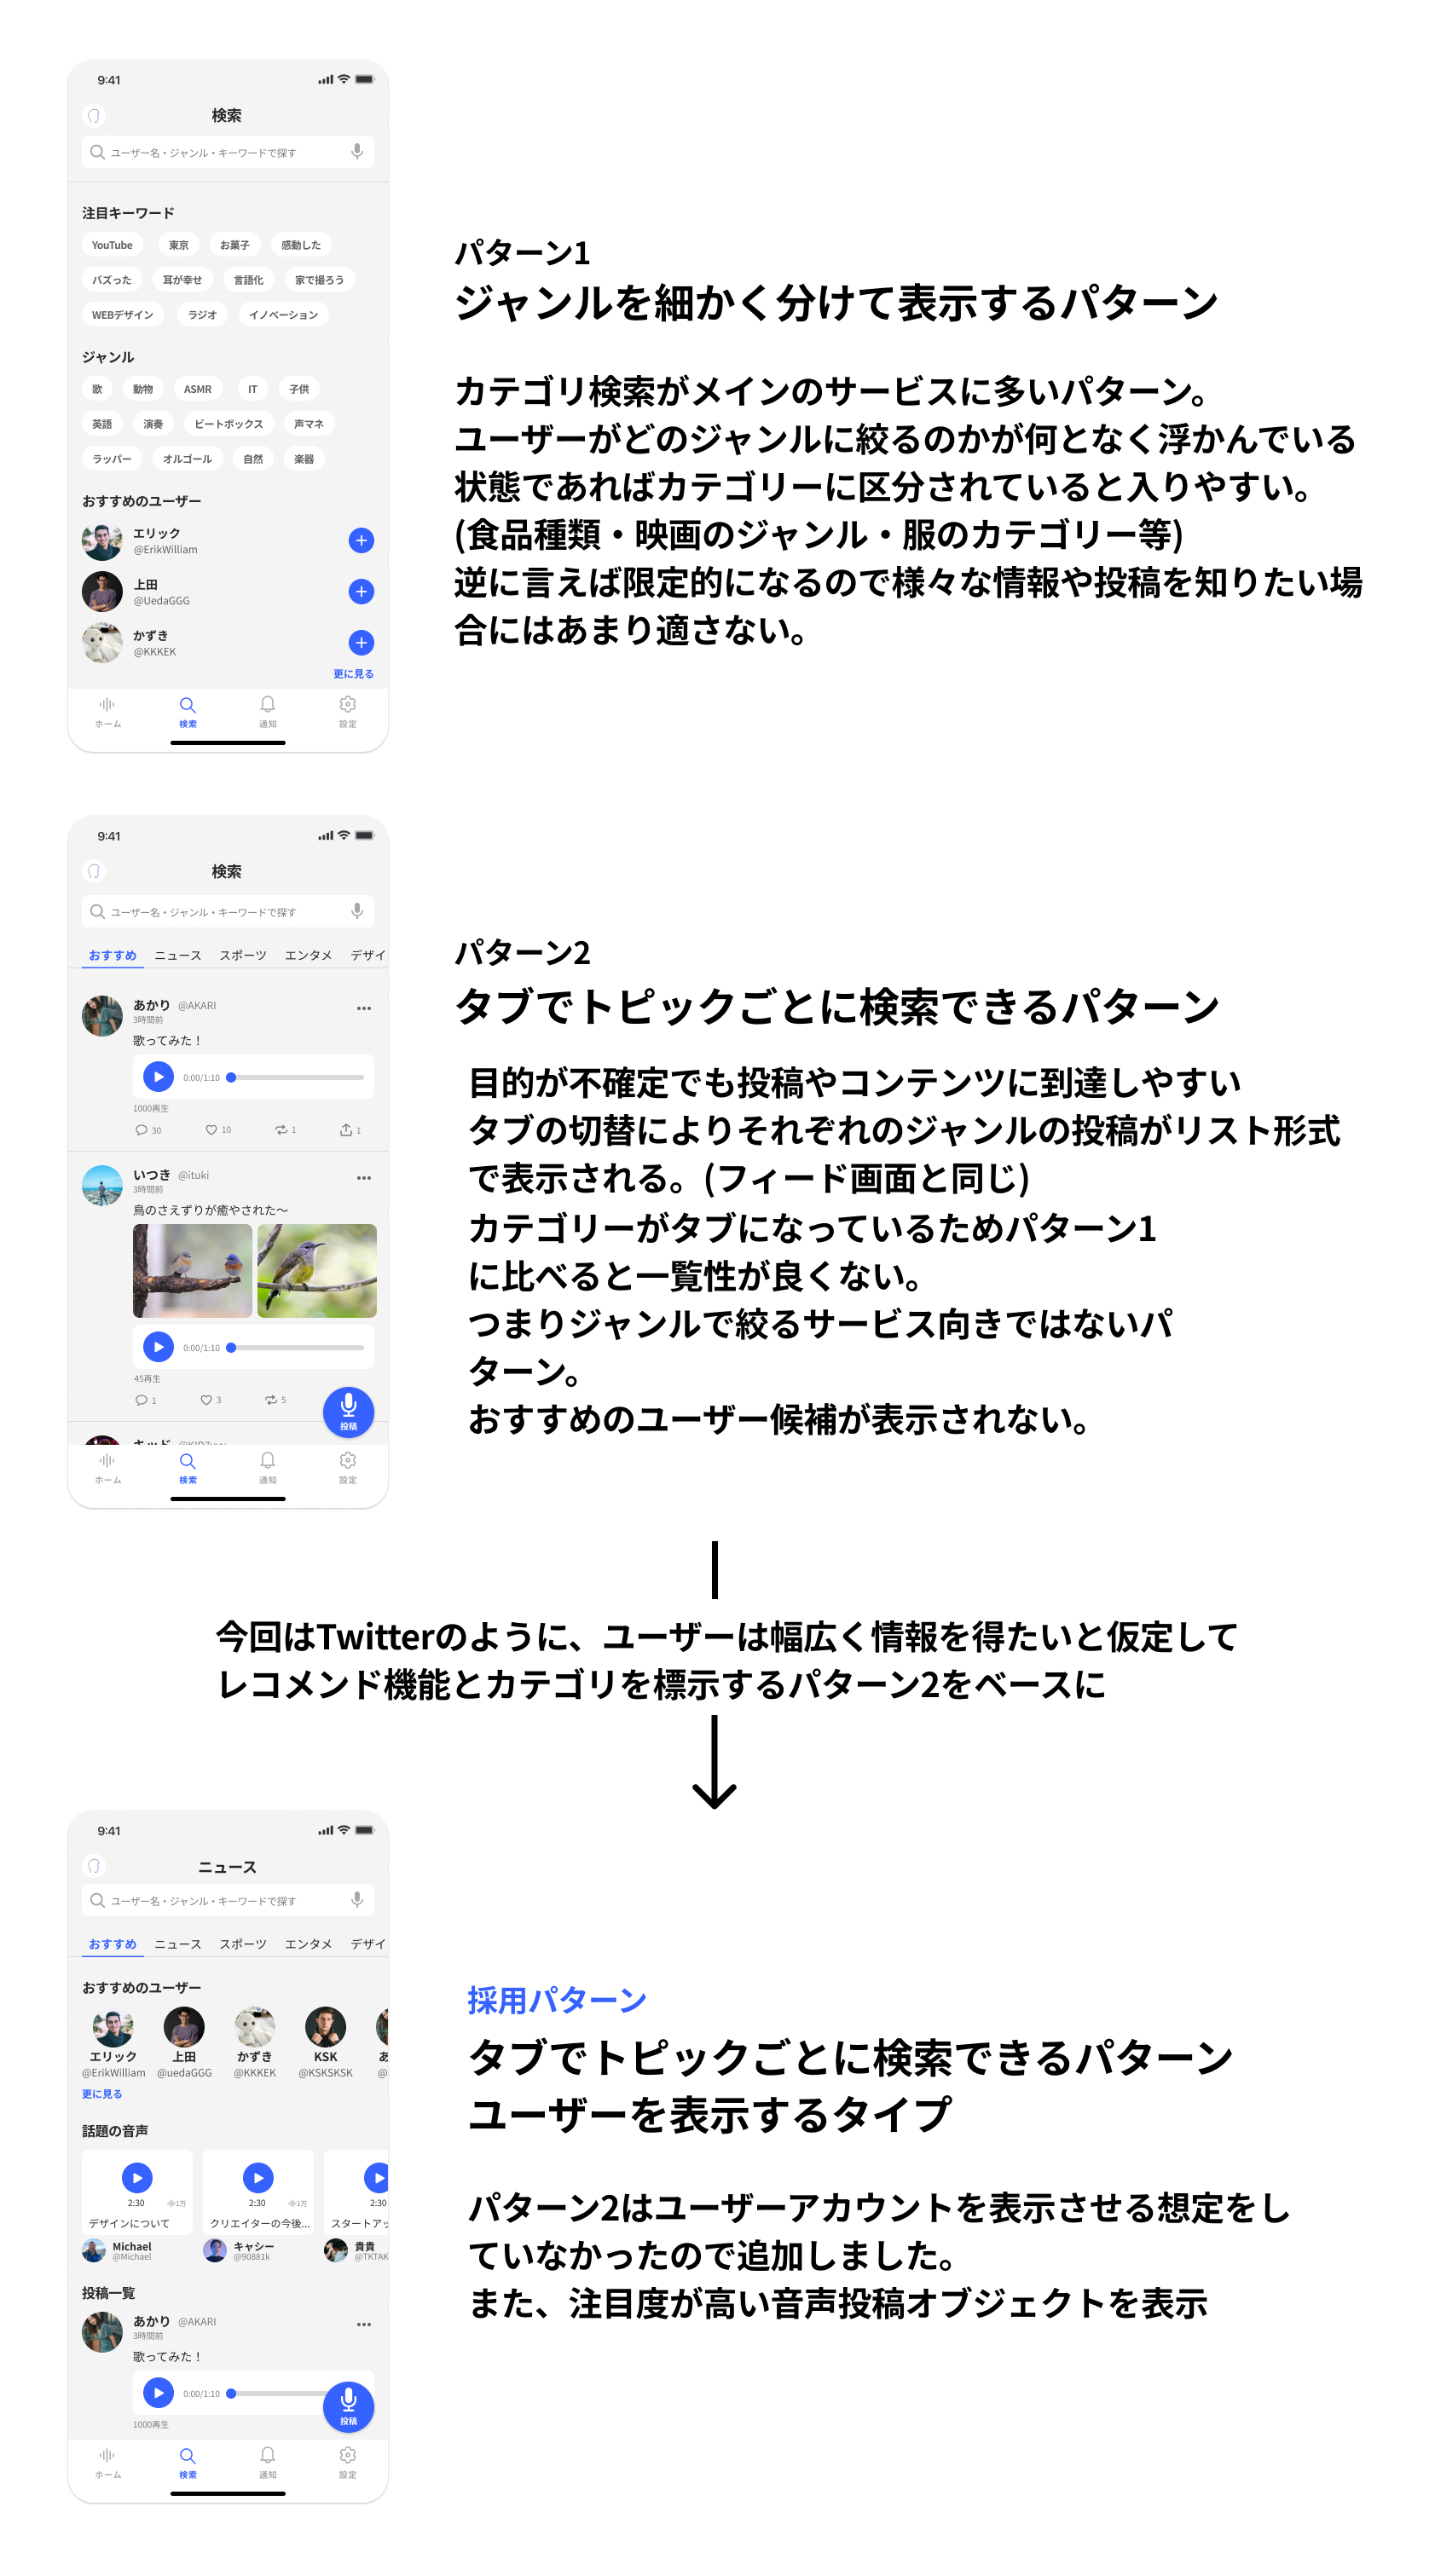 9:41
検索
ユーザー名・ジャンル・キーワードで探す
注目キーワード
YouTube 東京 お菓子 感動した
バズった 耳が幸せ 言語化 家で撮ろう
WEBデザイン ラジオ イノベーション
ジャンル
歌 動物 ASMR IT 子供
英語 演奏 ビートボックス 声マネ
ラッパー オルゴール 自然 楽器
おすすめのユーザー
エリック
@ErikWilliam
上田
@UedaGGG
かずき
@KKKEK
更に見る
ホーム 検索 通知 設定
パターン1
ジャンルを細かく分けて表示するパターン
カテゴリ検索がメインのサービスに多いパターン。
ユーザーがどのジャンルに絞るのかが何となく浮かんでいる
状態であればカテゴリーに区分されていると入りやすい。
(食品種類・映画のジャンル・服のカテゴリー等)
逆に言えば限定的になるので様々な情報や投稿を知りたい場
合にはあまり適さない。
9:41
検索
ユーザー名・ジャンル・キーワードで探す
おすすめ ニュース スポーツ エンタメ デザイ
あかり @AKARI
3時間前
歌ってみた！
0:00/1:10
1000再生
30 10 1 1
いつき @ituki
3時間前
鳥のさえずりが癒やされた〜
0:00/1:10
45再生
1 3 5
投稿
ホーム 検索 通知 設定
パターン2
タブでトピックごとに検索できるパターン
目的が不確定でも投稿やコンテンツに到達しやすい
タブの切替によりそれぞれのジャンルの投稿がリスト形式
で表示される。(フィード画面と同じ)
カテゴリーがタブになっているためパターン1
に比べると一覧性が良くない。
つまりジャンルで絞るサービス向きではないパ
ターン。
おすすめのユーザー候補が表示されない。
今回はTwitterのように、ユーザーは幅広く情報を得たいと仮定して
レコメンド機能とカテゴリを標示するパターン2をベースに
9:41
ニュース
ユーザー名・ジャンル・キーワードで探す
おすすめ ニュース スポーツ エンタメ デザイ
おすすめのユーザー
エリック 上田 かずき KSK あ
@ErikWilliam @uedaGGG @KKKEK @KSKSKSK @
更に見る
話題の音声
2:30 1万 2:30 1万 2:30
デザインについて クリエイターの今後... スタートアッ
Michael キャシー 貴貴
@Michael @90881k @TKTAK
投稿一覧
あかり @AKARI
3時間前
歌ってみた！
0:00/1:10
投稿
1000再生
ホーム 検索 通知 設定
採用パターン
タブでトピックごとに検索できるパターン
ユーザーを表示するタイプ
パターン2はユーザーアカウントを表示させる想定をし
ていなかったので追加しました。
また、注目度が高い音声投稿オブジェクトを表示